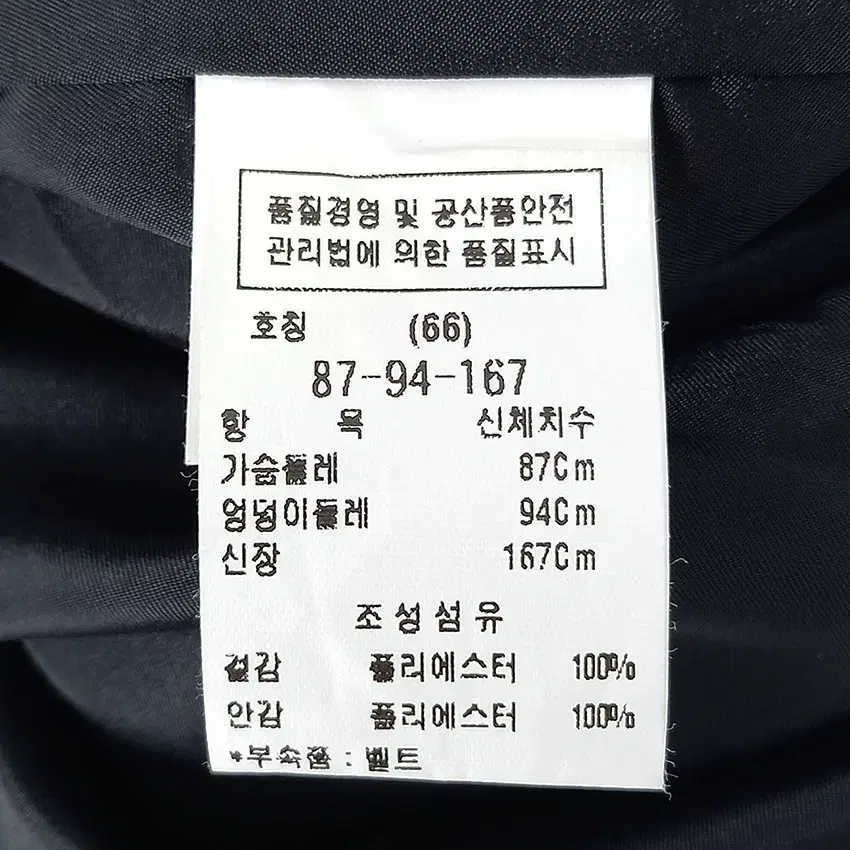 품질경영 및 공산품안전
관리법에 의한 품질표시
호칭 (66)
87-94-167
항 목 신체치수
가슴둘레 87Cm
엉덩이둘레 94Cm
신장 167Cm
조성섬유
겉감 폴리에스터 100%
안감 폴리에스터 100%
*부속품 : 벨트